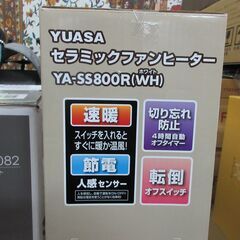 YUASA
セラミックファンヒーター
YA-SS800R(WH)
ホワイト
速暖
スイッチを入れると
すぐに暖か温風!
節電
人感センサー
切り忘れ
防止
4時間自動
オフタイマー
転倒
オフスイッチ
082